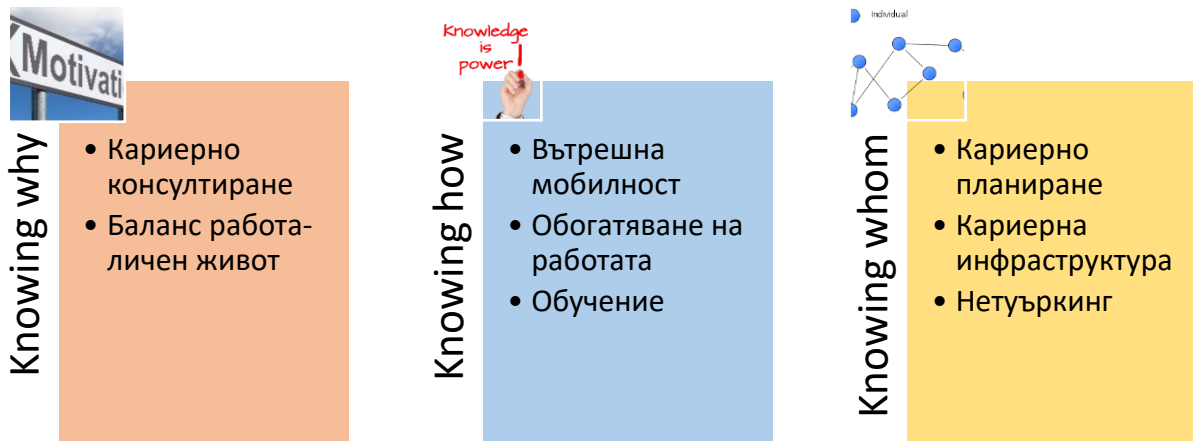 Motivati
Knowing why
• Кариерно
консултиране
• Баланс работа-
личен живот
Knowledge
is
power!
Knowing how
• Вътрешна
мобилност
• Обогатяване на
работата
• Обучение
Individual
Knowing whom
• Кариерно
планиране
• Кариерна
инфраструктура
• Нетуъркинг